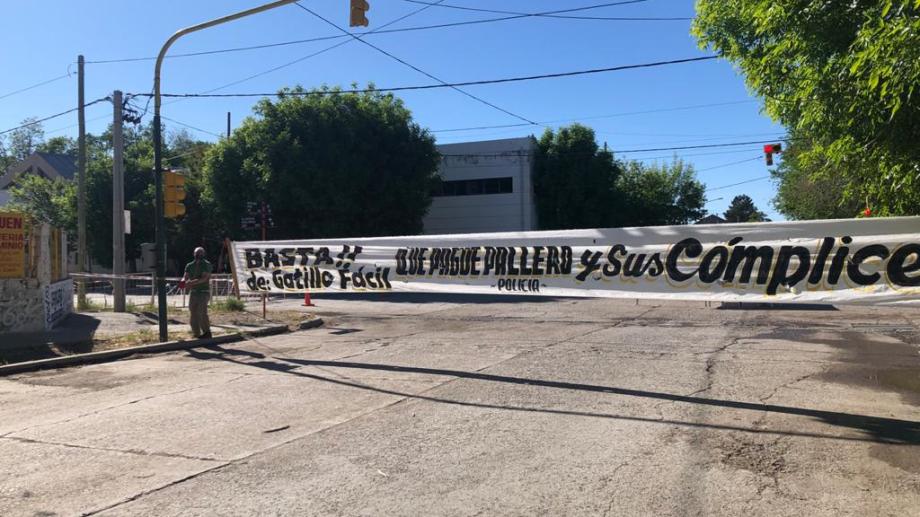 BASTA!!
de: Gatillo Fácil
QUE PAGUE PALLERO
~POLICIA~
y Sus Cómplice